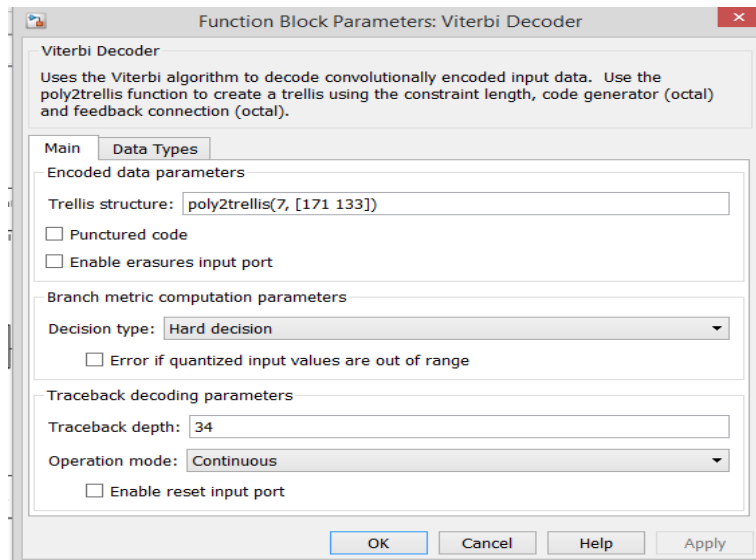 Function Block Parameters: Viterbi Decoder
Viterbi Decoder
Uses the Viterbi algorithm to decode convolutionally encoded input data.  Use the
poly2trellis function to create a trellis using the constraint length, code generator (octal)
and feedback connection (octal).
Main Data Types
Encoded data parameters
Trellis structure: poly2trellis(7, [171 133])
Punctured code
Enable erasures input port
Branch metric computation parameters
Decision type: Hard decision
Error if quantized input values are out of range
Traceback decoding parameters
Traceback depth: 34
Operation mode: Continuous
Enable reset input port
OK Cancel Help Apply